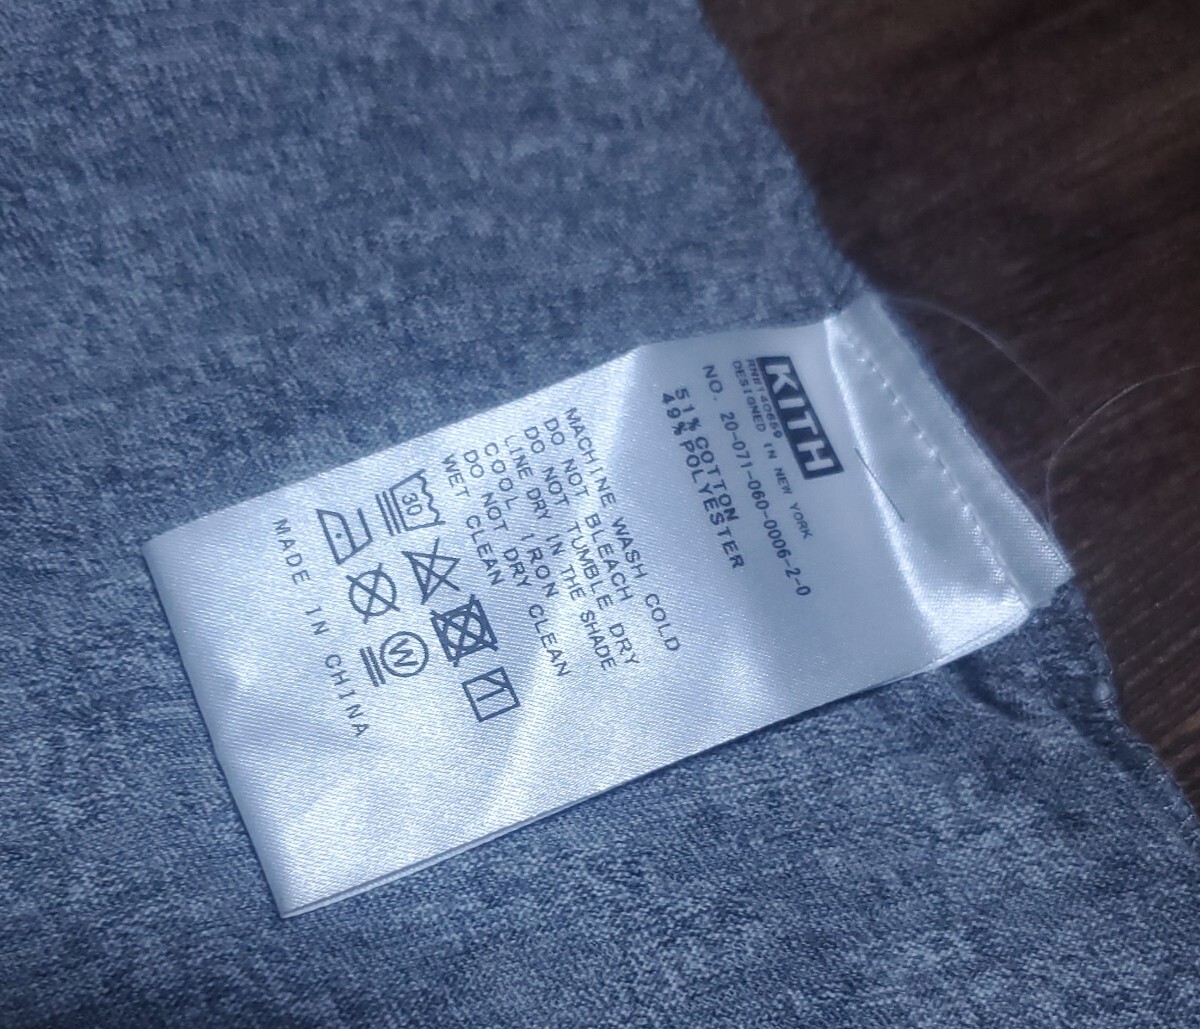 KITH
RN#140659
DESIGNED IN NEW YORK
NO. 20-071-060-0006-2-0
51% COTTON
49% POLYESTER
MACHINE WASH COLD
DO NOT BLEACH
DO NOT TUMBLE DRY
LINE DRY IN THE SHADE
COOL IRON
DO NOT DRY CLEAN
WET CLEAN
30
W
MADE IN CHINA